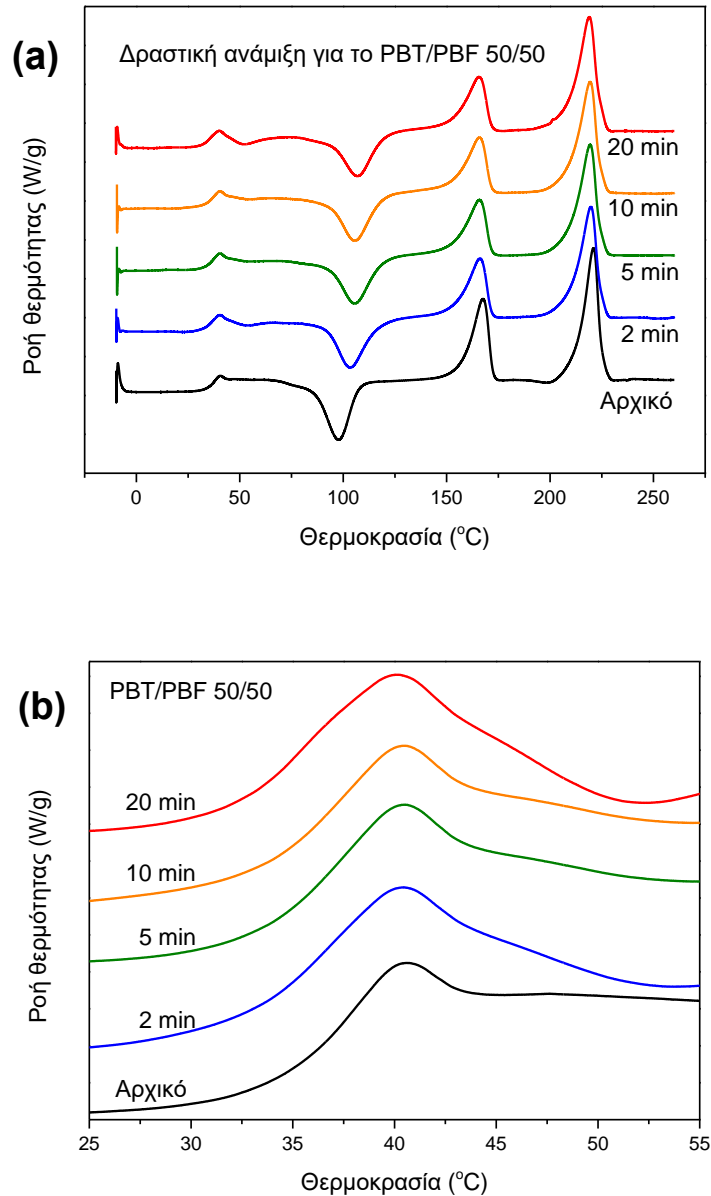 (a)
Δραστική ανάμιξη για το PBT/PBF 50/50
Ροή θερμότητας (W/g)
20 min
10 min
5 min
2 min
Αρχικό
0 50 100 150 200 250
Θερμοκρασία (°C)
(b)
PBT/PBF 50/50
Ροή θερμότητας (W/g)
20 min
10 min
5 min
2 min
Αρχικό
25 30 35 40 45 50 55
Θερμοκρασία (°C)